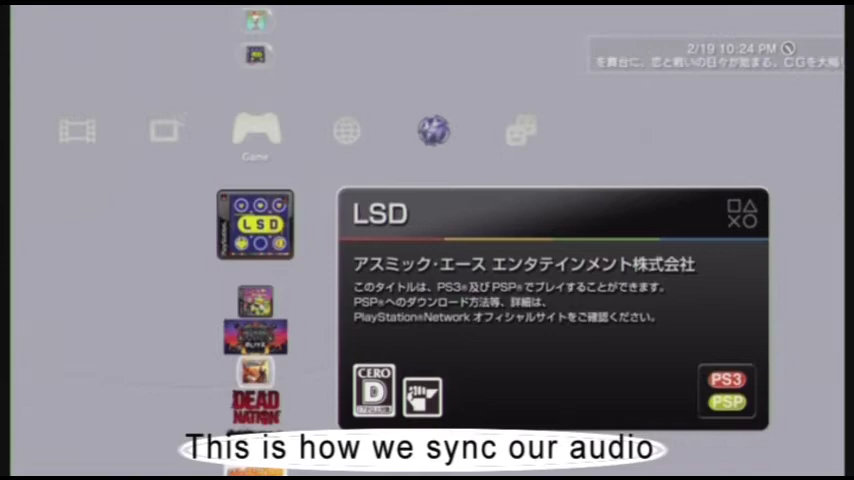 2/19 10:24 PM
を舞台に、恋と戦いの日々が始まる。CGを大幅
Game
LSD
PlayStation
LSD
アスミック・エース エンタテインメント株式会社
このタイトルは、PS3®及びPSP®でプレイすることができます。
PSP®へのダウンロード方法等、詳細は、
PlayStation®Network オフィシャルサイトをご確認ください。
CERO
D
PS3
PSP
DEAD
NATION
This is how we sync our audio